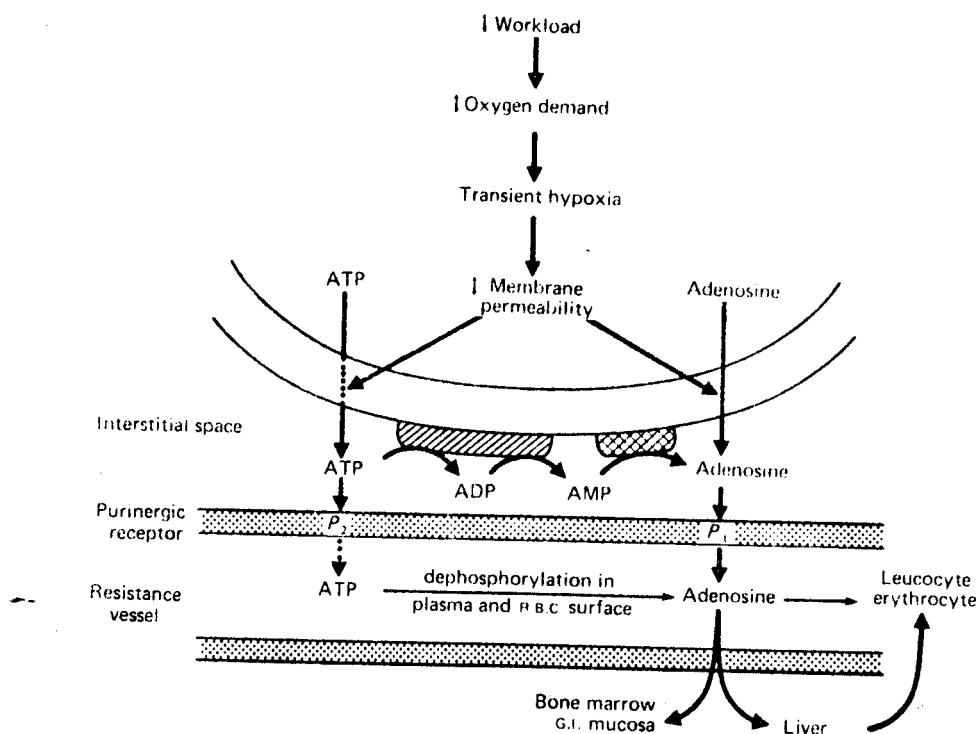 ↑ Workload
↑ Oxygen demand
Transient hypoxia
ATP
↑ Membrane
permeability
Adenosine
Interstitial space
ATP
ADP
AMP
Adenosine
Purinergic
receptor
P2
P1
Resistance
vessel
ATP
dephosphorylation in
plasma and R.B.C surface
Adenosine
Leucocyte
erythrocyte
Bone marrow
G.I. mucosa
Liver